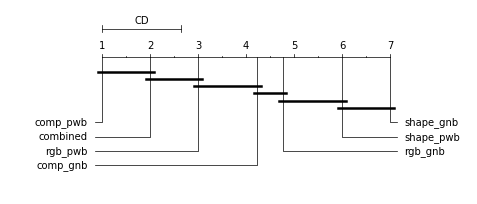 CD
1 2 3 4 5 6 7
comp_pwb shape_gnb
combined shape_pwb
rgb_pwb rgb_gnb
comp_gnb